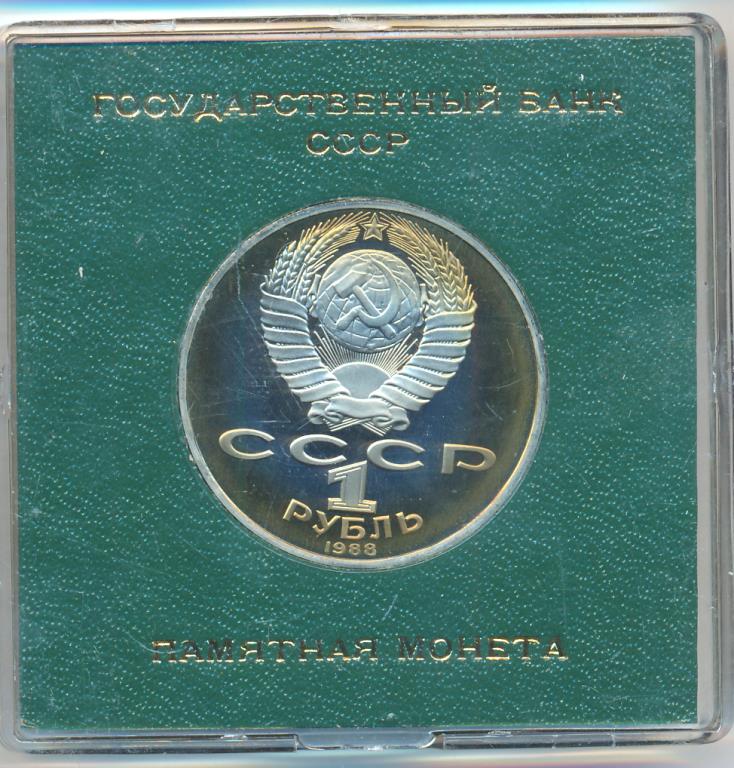 ГОСУДАРСТВЕННЫЙ БАНК
СССР
СССР
1
РУБЛЬ
1988
ПАМЯТНАЯ МОНЕТА